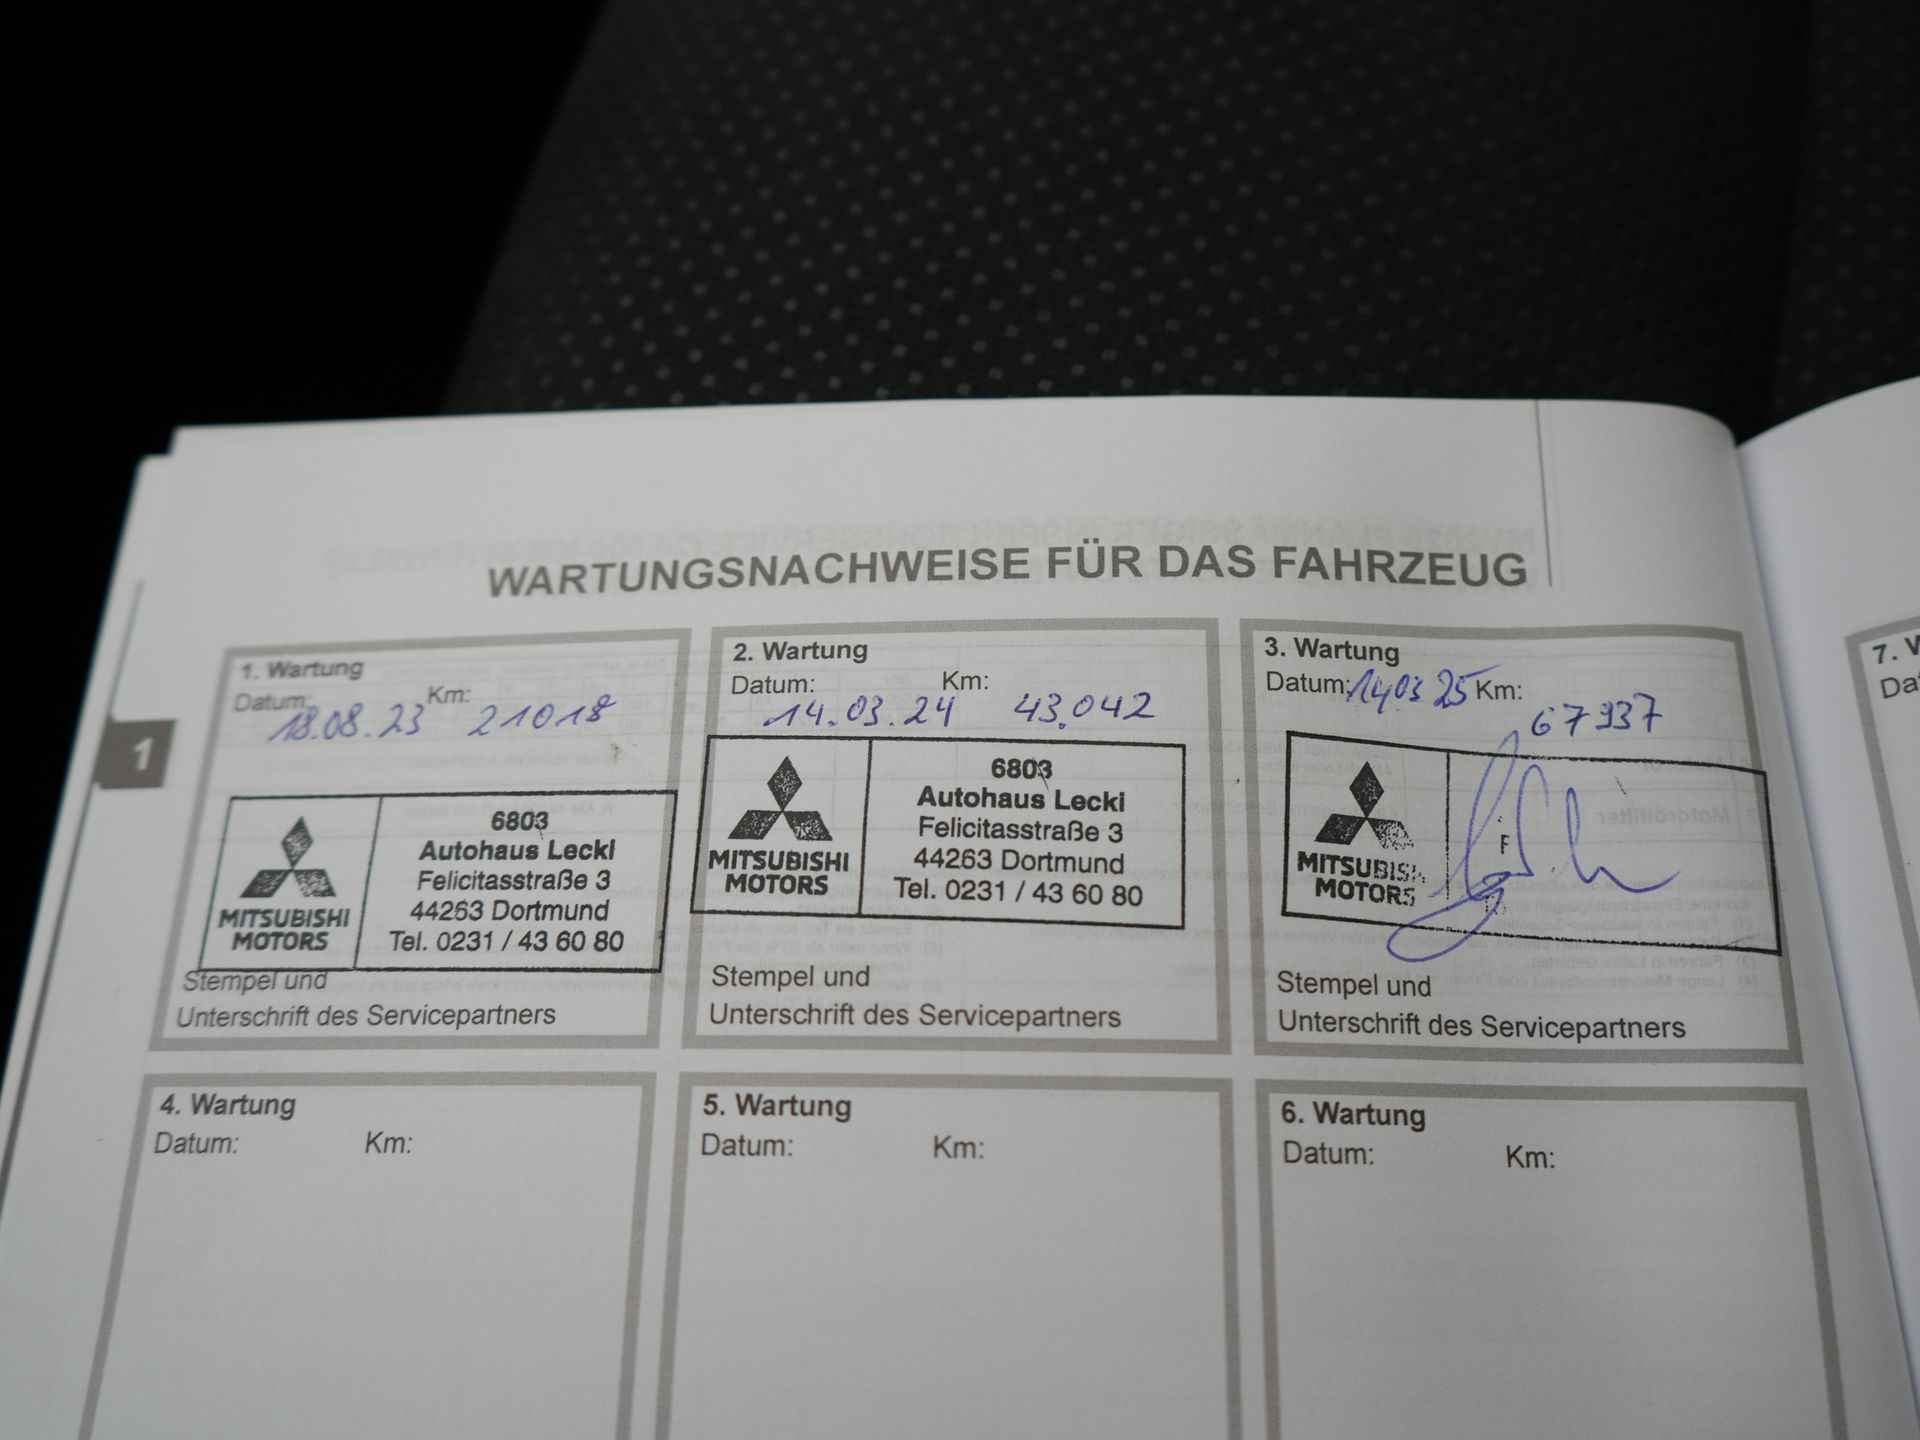 WARTUNGSNACHWEISE FÜR DAS FAHRZEUG
1
1. Wartung
Datum: Km:
18.08.23 21018
6803
Autohaus Lecki
Felicitasstraße 3
44263 Dortmund
Tel. 0231 / 43 60 80
MITSUBISHI
MOTORS
Stempel und
Unterschrift des Servicepartners
2. Wartung
Datum: Km:
14.03.24 43.042
6803
Autohaus Lecki
Felicitasstraße 3
44263 Dortmund
Tel. 0231 / 43 60 80
MITSUBISHI
MOTORS
Stempel und
Unterschrift des Servicepartners
3. Wartung
Datum: 14.03 25 Km:
67937
F
MITSUBISHI
MOTORS
Stempel und
Unterschrift des Servicepartners
4. Wartung
Datum: Km:
5. Wartung
Datum: Km:
6. Wartung
Datum: Km:
7. W
Da